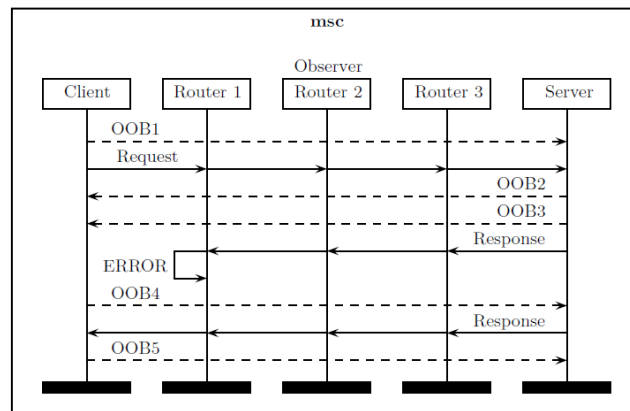 msc
Observer
Client Router 1 Router 2 Router 3 Server
OOB1
Request
OOB2
OOB3
Response
ERROR
OOB4
Response
OOB5